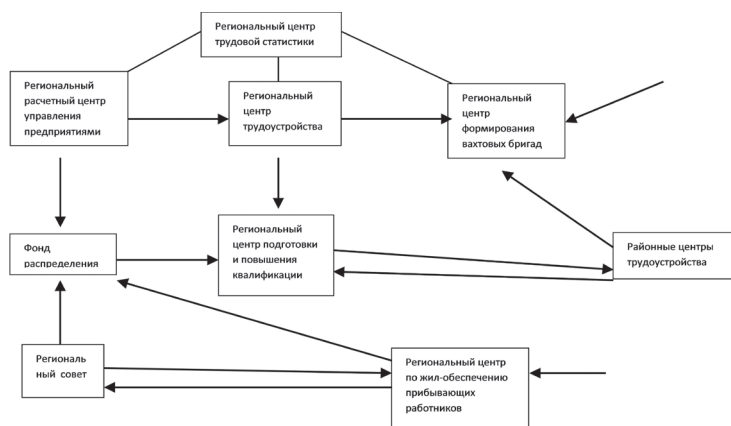 Региональный центр
трудовой статистики
Региональный
расчетный центр
управления
предприятиями
Региональный
центр
трудоустройства
Региональный
центр
формирования
вахтовых бригад
Фонд
распределения
Региональный
центр подготовки
и повышения
квалификации
Районные центры
трудоустройства
Региональ
ный совет
Региональный центр
по жил-обеспечению
прибывающих
работников